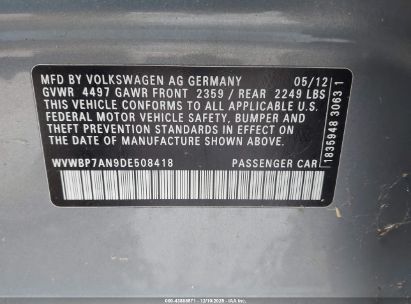 MFD BY VOLKSWAGEN AG GERMANY 05/12
GVWR 4497 GAWR FRONT 2359 / REAR 2249 LBS
THIS VEHICLE CONFORMS TO ALL APPLICABLE U.S.
FEDERAL MOTOR VEHICLE SAFETY, BUMPER AND
THEFT PREVENTION STANDARDS IN EFFECT ON
THE DATE OF MANUFACTURE SHOWN ABOVE.
WVWBP7AN9DE508418 PASSENGER CAR
1835948 30631